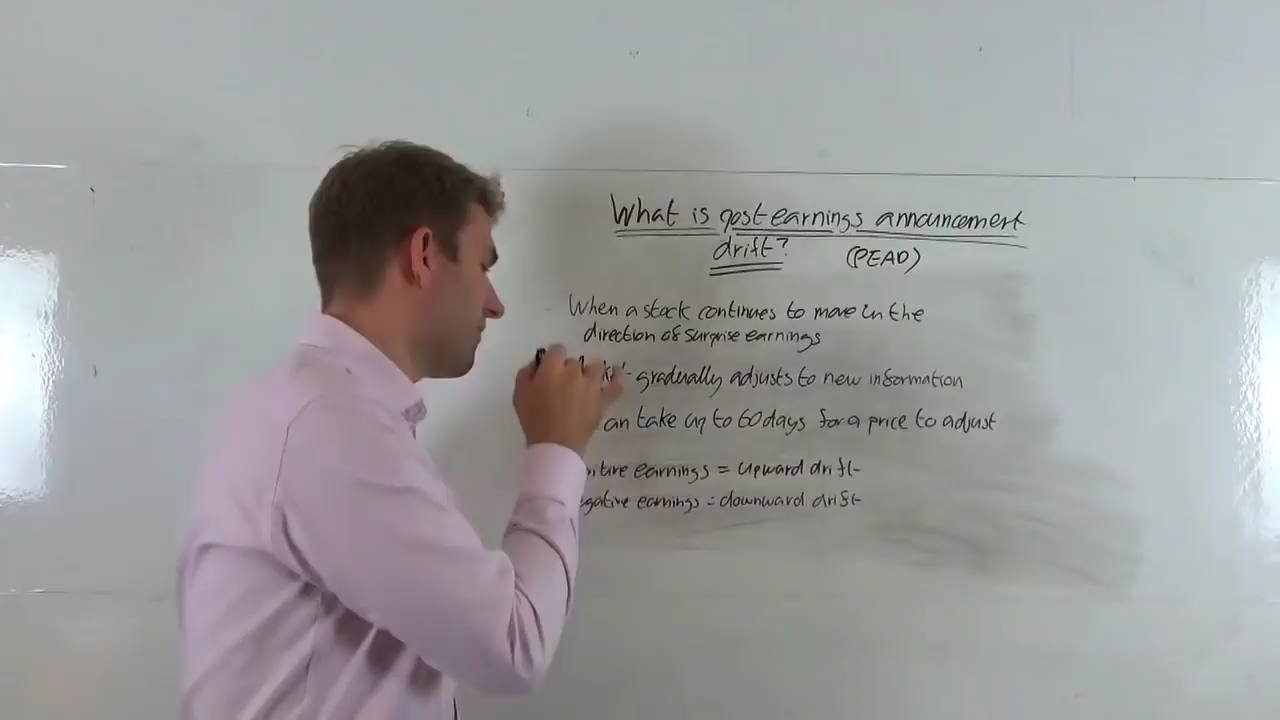 What is post earnings announcement
drift? (PEAD)
When a stock continues to move in the
direction of surprise earnings
gradually adjusts to new information
an take up to 60 days for a price to adjust
earnings = upward drift
gative earnings = downward drift